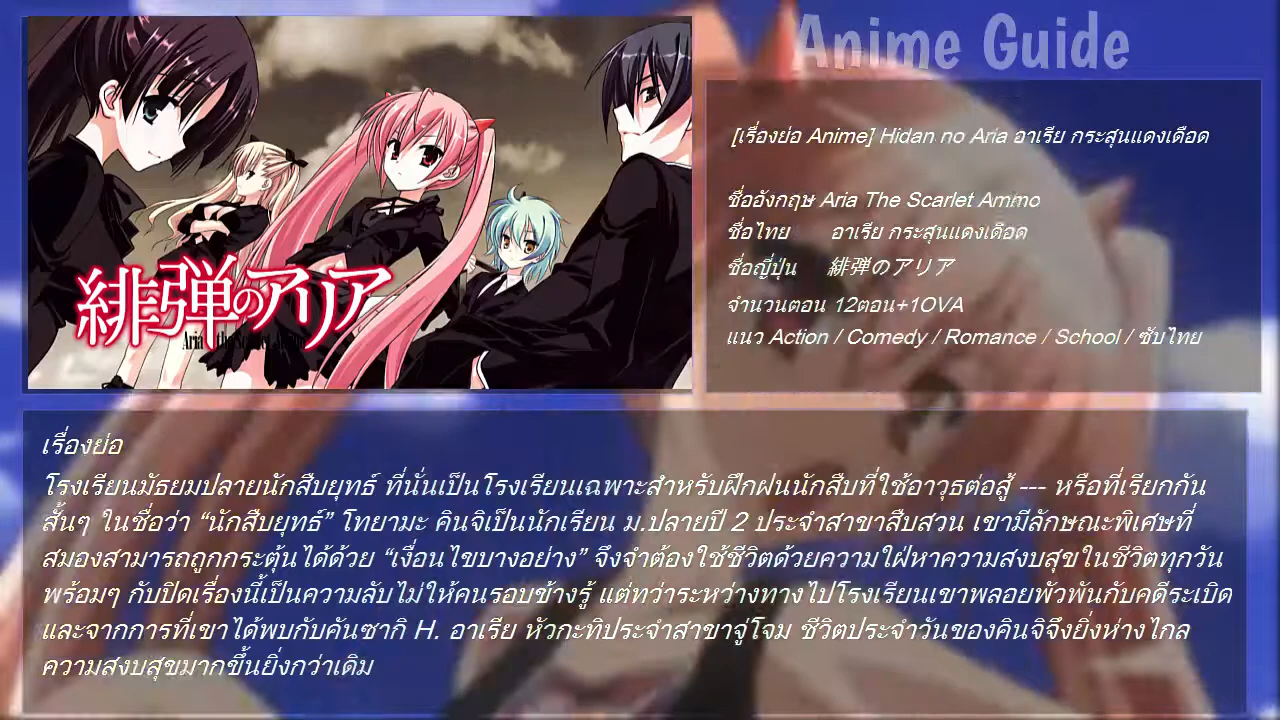 Anime Guide
緋弾のアリア
Aria the Scarlet Ammo
[เรื่องย่อ Anime] Hidan no Aria อาเรีย กระสุนแดงเดือด
ชื่ออังกฤษ Aria The Scarlet Ammo
ชื่อไทย อาเรีย กระสุนแดงเดือด
ชื่อญี่ปุ่น 緋弾のアリア
จำนวนตอน 12ตอน+1OVA
แนว Action / Comedy / Romance / School / ซับไทย
เรื่องย่อ
โรงเรียนมัธยมปลายนักสืบยุทธ์ ที่นั่นเป็นโรงเรียนเฉพาะสำหรับฝึกฝนนักสืบที่ใช้อาวุธต่อสู้ --- หรือที่เรียกกัน
สั้นๆ ในชื่อว่า “นักสืบยุทธ์” โทยามะ คินจิเป็นนักเรียน ม.ปลายปี 2 ประจำสาขาสืบสวน เขามีลักษณะพิเศษที่
สมองสามารถถูกกระตุ้นได้ด้วย “เงื่อนไขบางอย่าง” จึงจำต้องใช้ชีวิตด้วยความใฝ่หาความสงบสุขในชีวิตทุกวัน
พร้อมๆ กับปิดเรื่องนี้เป็นความลับไม่ให้คนรอบข้างรู้ แต่ทว่าระหว่างทางไปโรงเรียนเขาพลอยพัวพันกับคดีระเบิด
และจากการที่เขาได้พบกับคันซากิ H. อาเรีย หัวกะทิประจำสาขาจู่โจม ชีวิตประจำวันของคินจิจึงยิ่งห่างไกล
ความสงบสุขมากขึ้นยิ่งกว่าเดิม